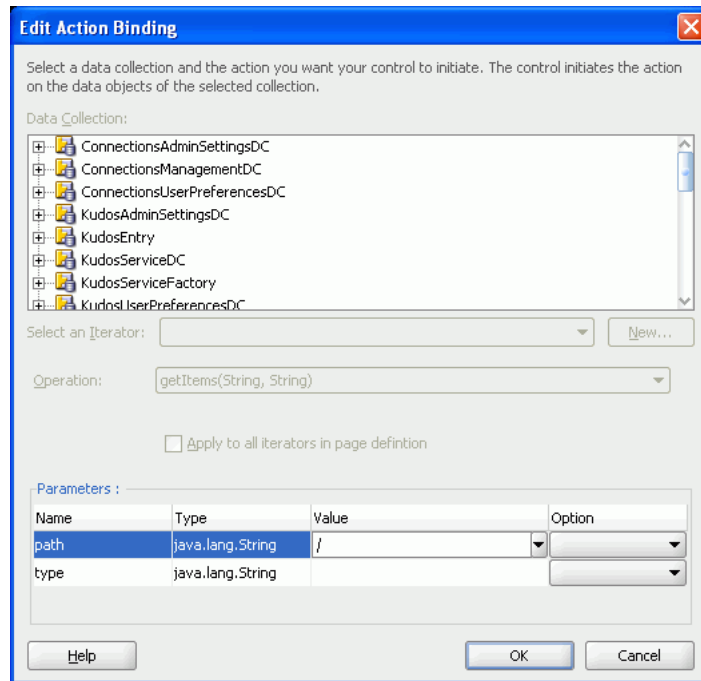 Edit Action Binding
Select a data collection and the action you want your control to initiate. The control initiates the action
on the data objects of the selected collection.
Data Collection:
ConnectionsAdminSettingsDC
ConnectionsManagementDC
ConnectionsUserPreferencesDC
KudosAdminSettingsDC
KudosEntry
KudosServiceDC
KudosServiceFactory
KudosUserPreferencesDC
Select an Iterator: New...
Operation: getItems(String, String)
Apply to all iterators in page defintion
Parameters :
Name Type Value Option
path java.lang.String /
type java.lang.String
Help OK Cancel